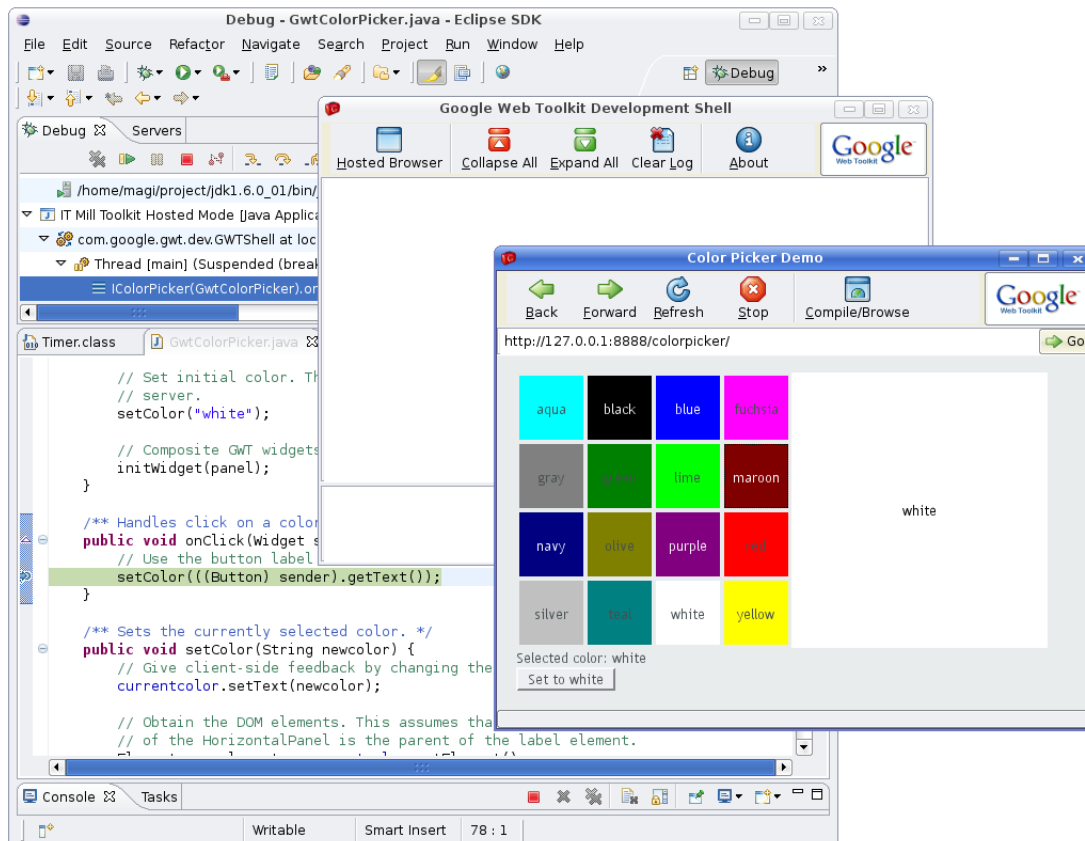 Debug - GwtColorPicker.java - Eclipse SDK
File Edit Source Refactor Navigate Search Project Run Window Help
Debug
»
Debug Servers
/home/magi/project/jdk1.6.0_01/bin/
IT Mill Toolkit Hosted Mode [Java Applica
com.google.gwt.dev.GWTShell at loc
Thread [main] (Suspended (break
IColorPicker(GwtColorPicker).or
Timer.class GwtColorPicker.java
// Set initial color. Th
// server.
setColor("white");
// Composite GWT widgets
initWidget(panel);
}
/** Handles click on a color
public void onClick(Widget s
// Use the button label
setColor(((Button) sender).getText());
}
/** Sets the currently selected color. */
public void setColor(String newcolor) {
// Give client-side feedback by changing the
currentcolor.setText(newcolor);
// Obtain the DOM elements. This assumes tha
// of the HorizontalPanel is the parent of the label element.
Console Tasks
Writable Smart Insert 78 : 1
Google Web Toolkit Development Shell
Hosted Browser Collapse All Expand All Clear Log About
Google
Web Toolkit
Color Picker Demo
Back Forward Refresh Stop Compile/Browse
Google
Web Toolkit
http://127.0.0.1:8888/colorpicker/ Go
aqua black blue fuchsia
gray green lime maroon
navy olive purple red
silver teal white yellow
white
Selected color: white
Set to white